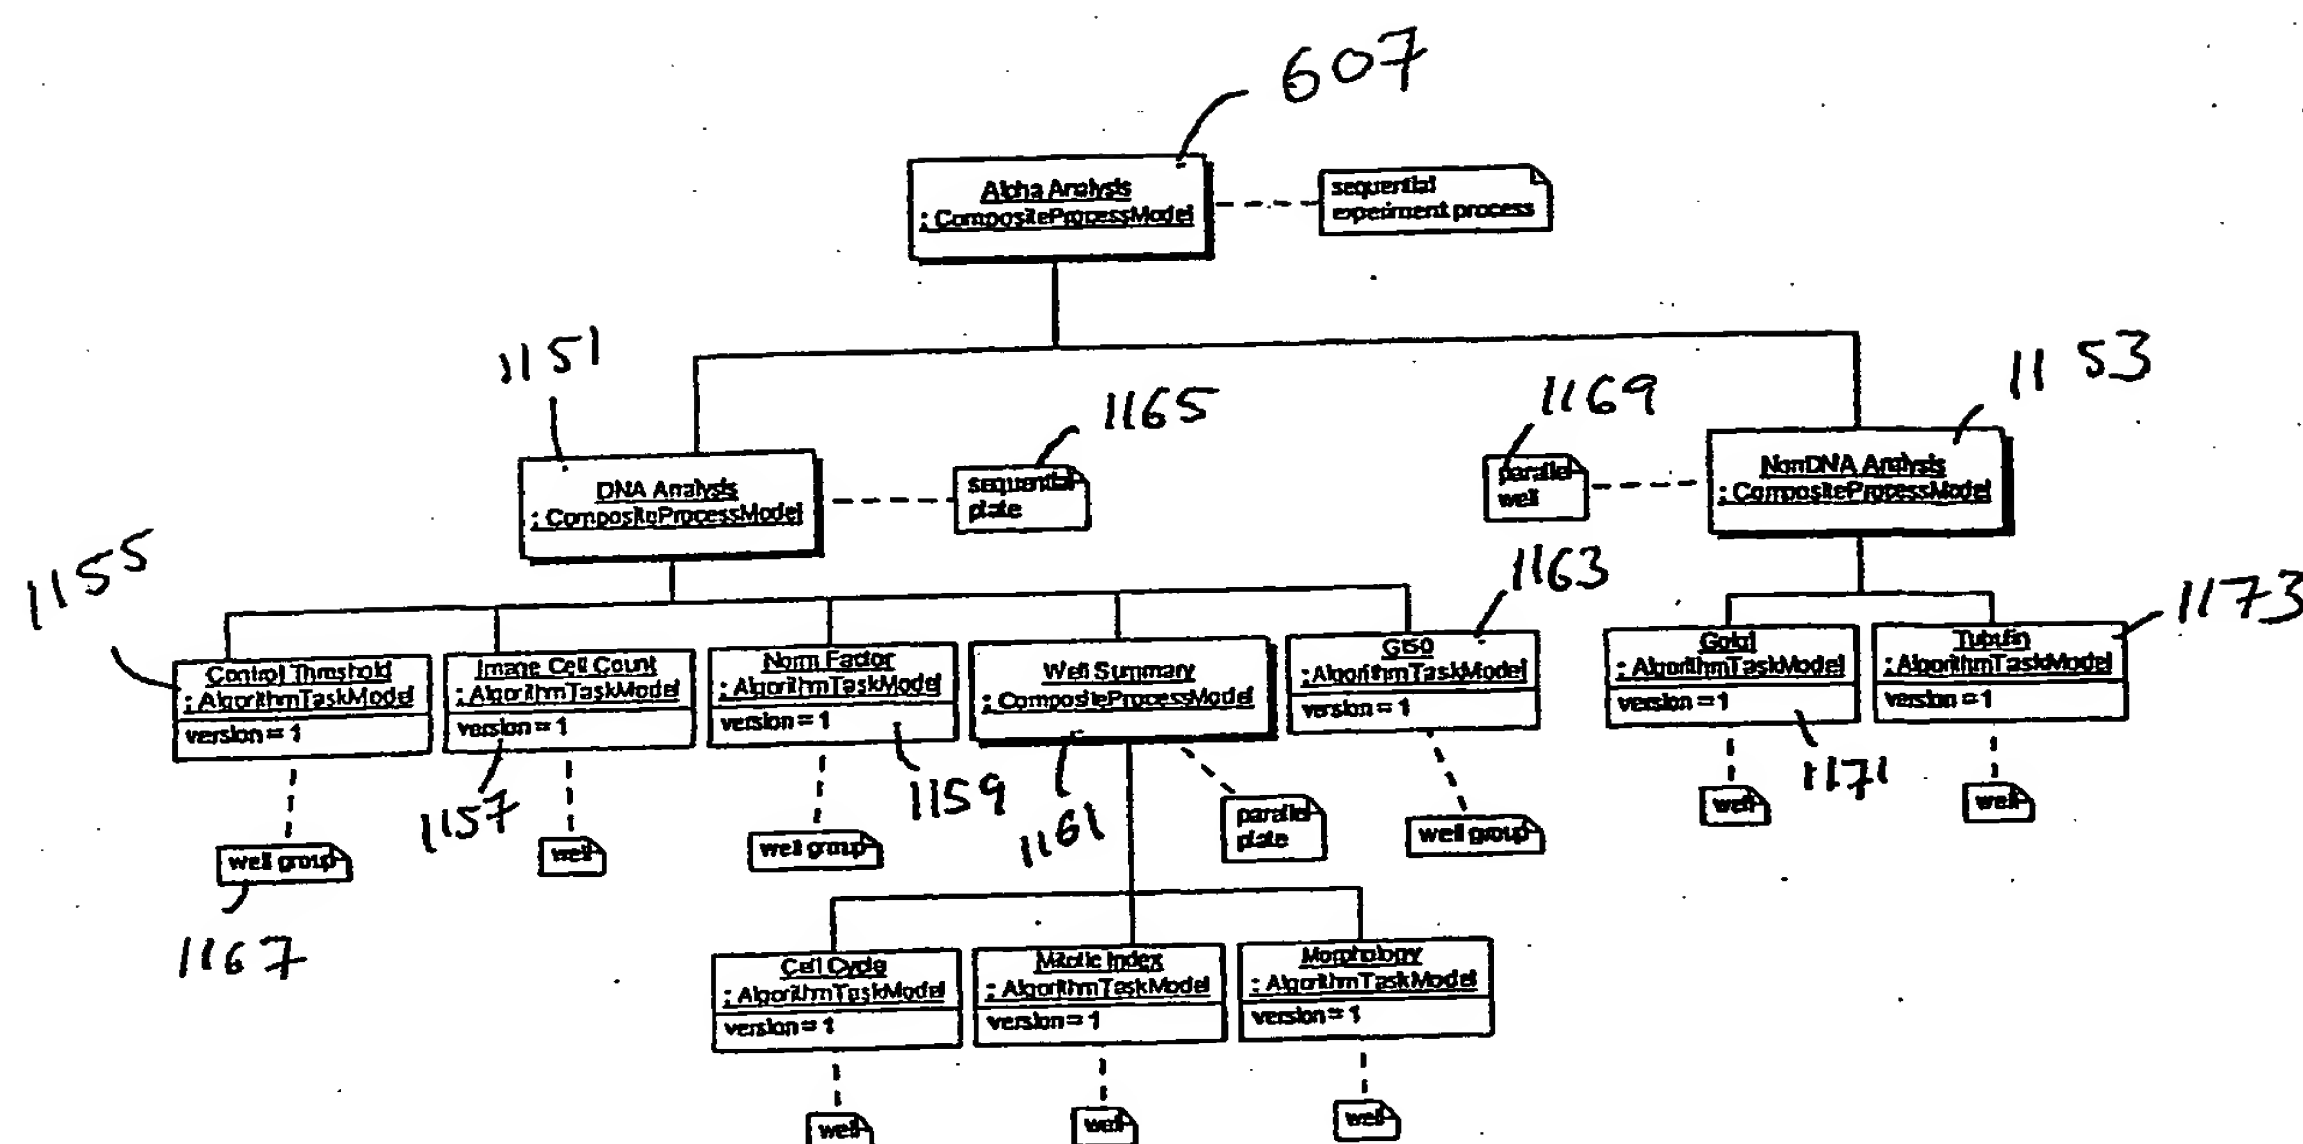 607
Alpha Analysis
: CompositeProcessModel
sequential
experiment process
1151
1165
1169
1153
DNA Analysis
: CompositeProcessModel
sequential
plate
parallel
well
NonDNA Analysis
: CompositeProcessModel
1155
1163
1173
Control Threshold
: AlgorithmTaskModel
version = 1
Image Cell Count
: AlgorithmTaskModel
version = 1
Norm Factor
: AlgorithmTaskModel
version = 1
Well Summary
: CompositeProcessModel
GI50
: AlgorithmTaskModel
version = 1
Golgi
: AlgorithmTaskModel
version = 1
Tubulin
: AlgorithmTaskModel
version = 1
1157
1159
1161
1171
well group
well
well group
parallel
plate
well group
well
well
1167
Cell Cycle
: AlgorithmTaskModel
version = 1
Mitotic Index
: AlgorithmTaskModel
version = 1
Morphology
: AlgorithmTaskModel
version = 1
well
well
well